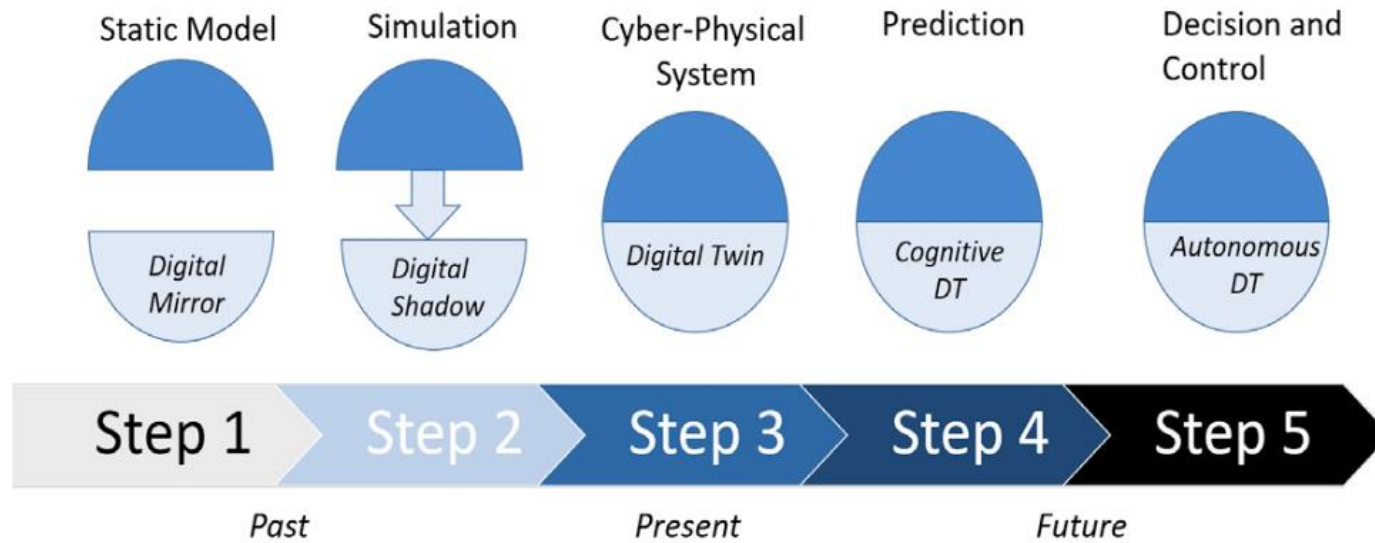 Static Model
Simulation
Cyber-Physical
System
Prediction
Decision and
Control
Digital
Mirror
Digital
Shadow
Digital Twin
Cognitive
DT
Autonomous
DT
Step 1
Step 2
Step 3
Step 4
Step 5
Past
Present
Future